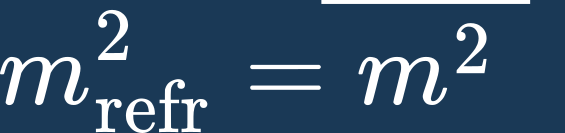 m²_refr = m²